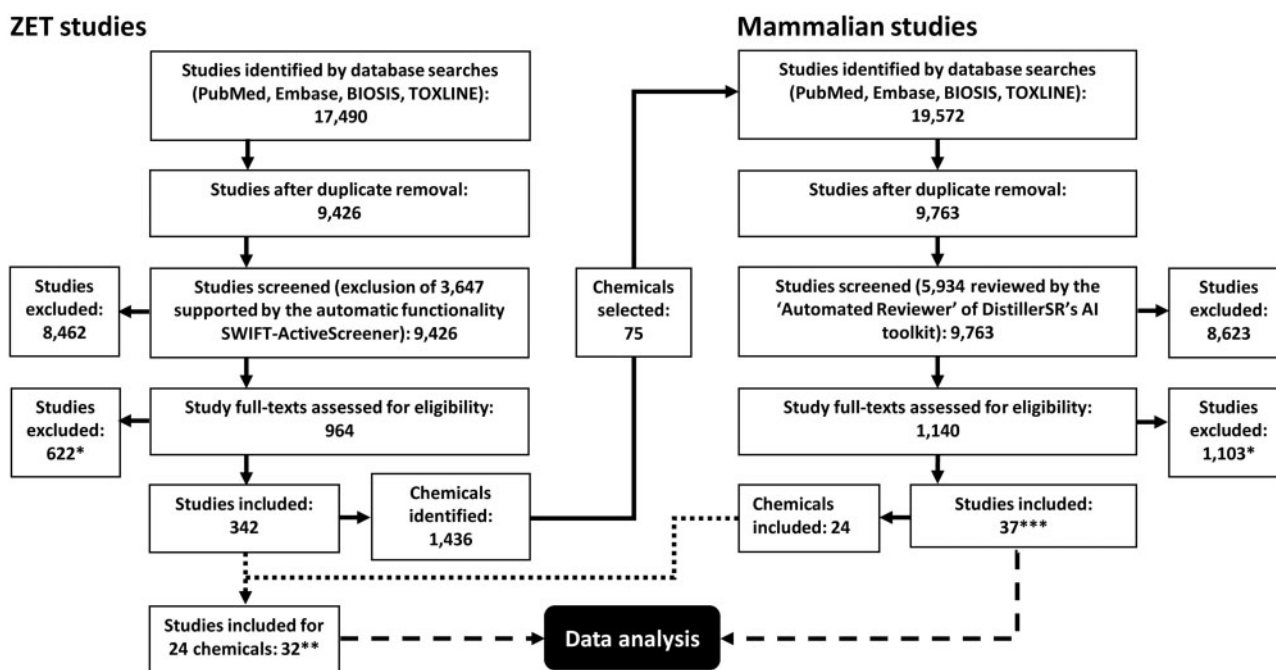 ZET studies
Studies identified by database searches
(PubMed, Embase, BIOSIS, TOXLINE):
17,490
Studies after duplicate removal:
9,426
Studies
excluded:
8,462
Studies screened (exclusion of 3,647
supported by the automatic functionality
SWIFT-ActiveScreener): 9,426
Studies
excluded:
622*
Study full-texts assessed for eligibility:
964
Studies included:
342
Chemicals
identified:
1,436
Chemicals
selected:
75
Mammalian studies
Studies identified by database searches
(PubMed, Embase, BIOSIS, TOXLINE):
19,572
Studies after duplicate removal:
9,763
Studies screened (5,934 reviewed by
the ‘Automated Reviewer’ of DistillerSR’s AI
toolkit): 9,763
Studies
excluded:
8,623
Study full-texts assessed for eligibility:
1,140
Studies
excluded:
1,103*
Chemicals
included: 24
Studies included:
37***
Studies included for
24 chemicals: 32**
Data analysis